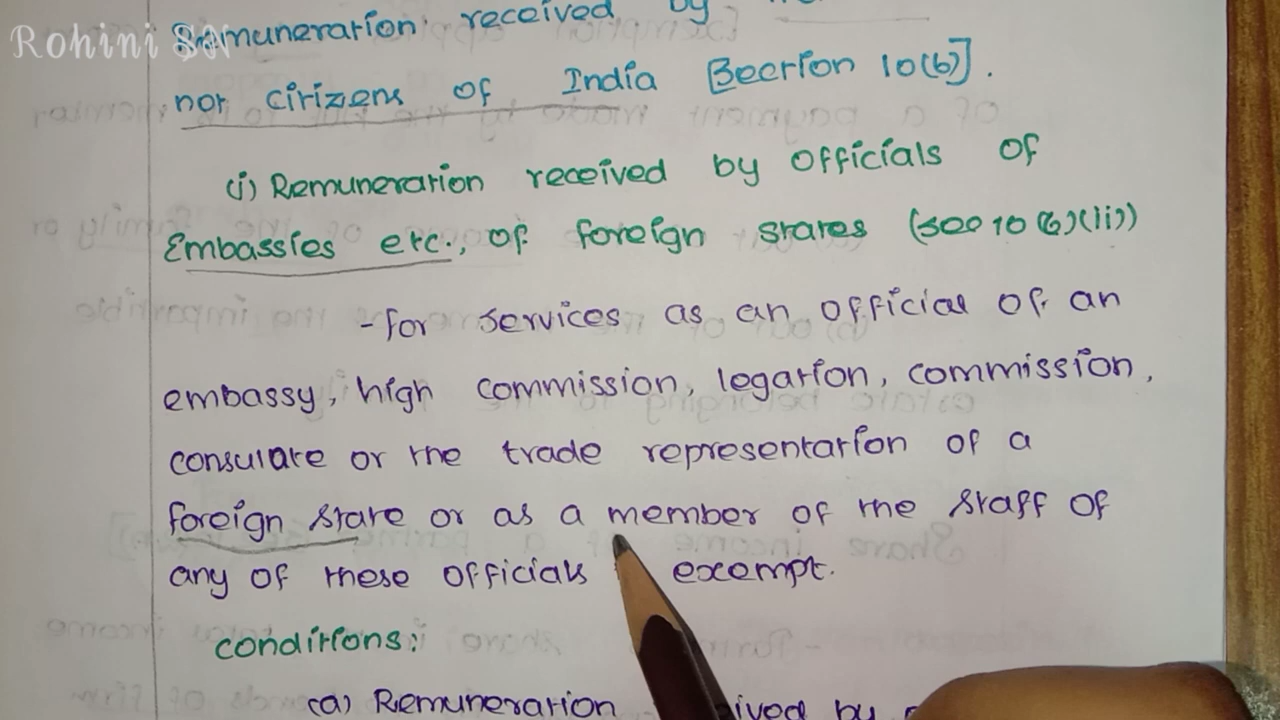 Rohini
Remuneration received by
not citizens of India [Section 10(6)].
(i) Remuneration received by officials of
Embassies etc., of foreign states (sec 10(6)(ii))
- for services as an official of an
embassy, high commission, legation, commission,
consulate or the trade representation of a
foreign state or as a member of the staff of
any of these officials exempt.
conditions:
(a) Remuneration by